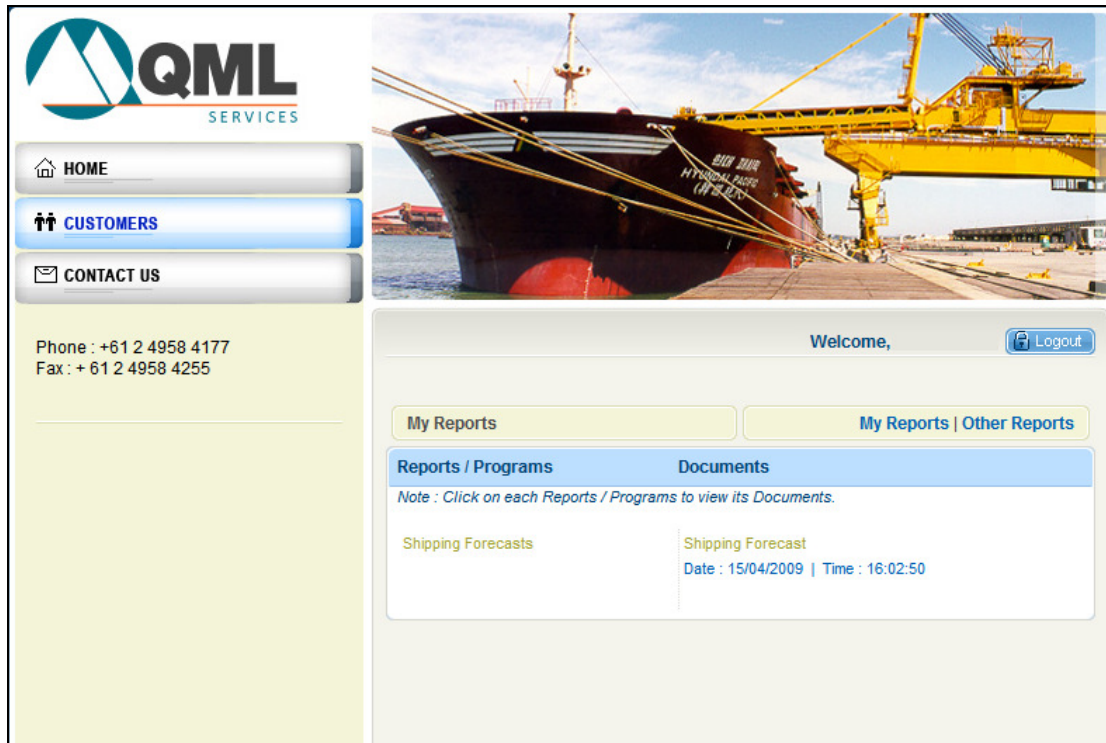 QML
SERVICES
HOME
CUSTOMERS
CONTACT US
Phone : +61 2 4958 4177
Fax : + 61 2 4958 4255
HYUNDAI PACIFIC
Welcome,
Logout
My Reports
My Reports | Other Reports
Reports / Programs
Documents
Note : Click on each Reports / Programs to view its Documents.
Shipping Forecasts
Shipping Forecast
Date : 15/04/2009 | Time : 16:02:50